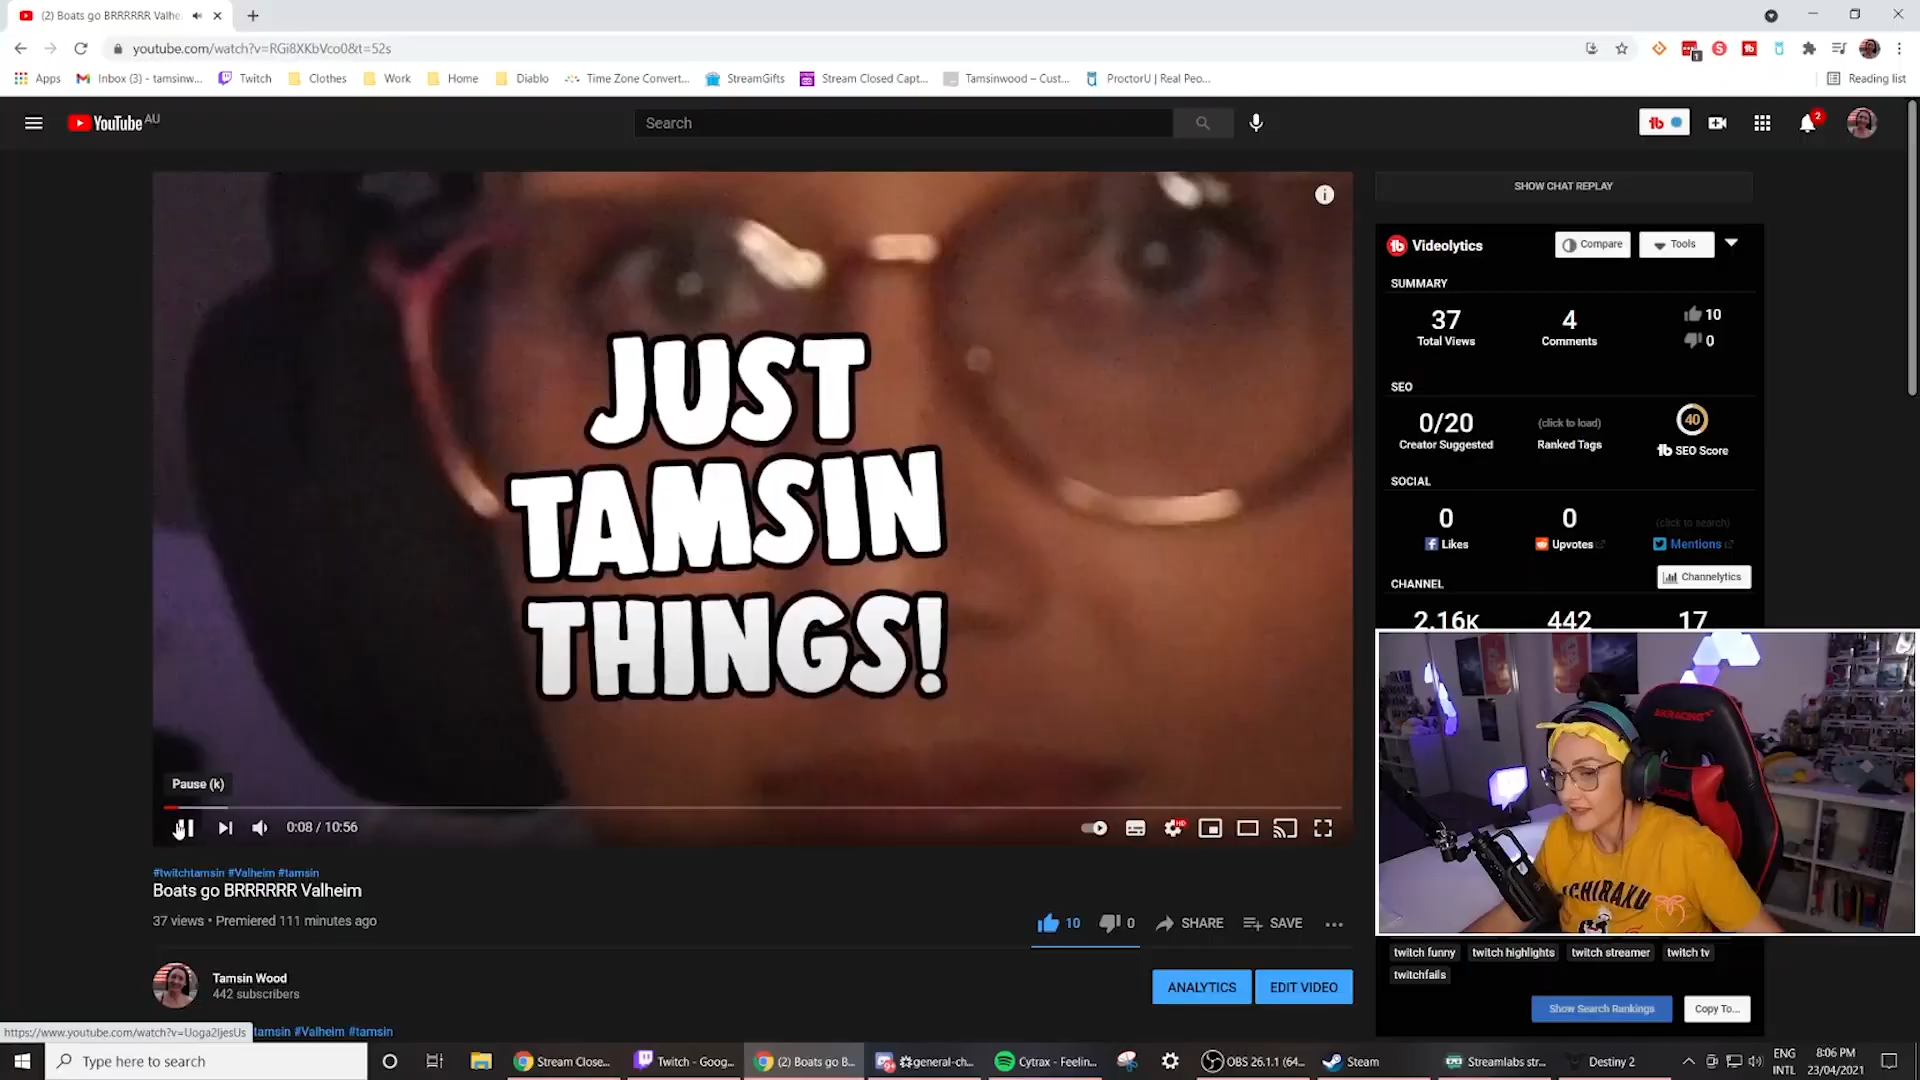 (2) Boats go BRRRRRR Valhe
youtube.com/watch?v=RGi8XKbVco0&t=52s
Apps
Inbox (3) - tamsinw...
Twitch
Clothes
Work
Home
Diablo
Time Zone Convert...
StreamGifts
Stream Closed Capt...
Tamsinwood – Cust...
ProctorU | Real Peo...
Reading list
YouTube AU
Search
2
SHOW CHAT REPLAY
JUST
TAMSIN
THINGS!
Pause (k)
0:08 / 10:56
HD
#twitchtamsin #Valheim #tamsin
Boats go BRRRRRR Valheim
37 views • Premiered 111 minutes ago
10
0
SHARE
SAVE
Tamsin Wood
442 subscribers
ANALYTICS
EDIT VIDEO
https://www.youtube.com/watch?v=Uoga2IjesUs
tamsin #Valheim #tamsin
Videolytics
Compare
Tools
SUMMARY
37
Total Views
4
Comments
10
0
SEO
0/20
Creator Suggested
(click to load)
Ranked Tags
40
SEO Score
SOCIAL
0
Likes
0
Upvotes
(click to search)
Mentions
CHANNEL
Channelytics
2.16K
442
17
AKRACING
ICHIRAKU
twitch funny
twitch highlights
twitch streamer
twitch tv
twitchfails
Show Search Rankings
Copy To...
Type here to search
Stream Close...
Twitch - Goog...
(2) Boats go B...
general-ch...
Cytrax - Feelin...
OBS 26.1.1 (64...
Steam
Streamlabs str...
Destiny 2
ENG
INTL
8:06 PM
23/04/2021